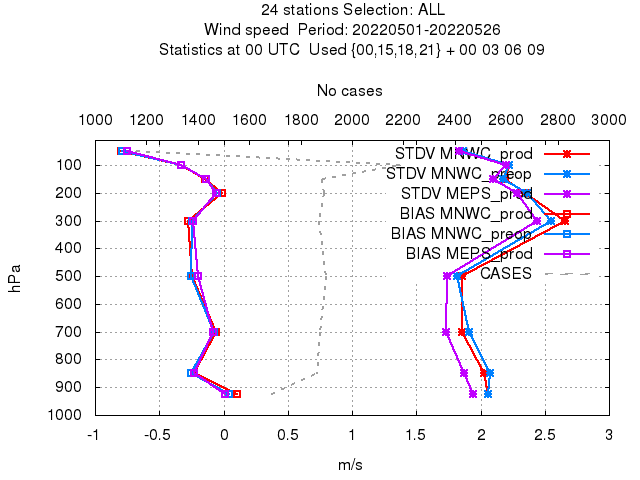 24 stations Selection: ALL
Wind speed  Period: 20220501-20220526
Statistics at 00 UTC  Used {00,15,18,21} + 00 03 06 09
No cases
1000 1200 1400 1600 1800 2000 2200 2400 2600 2800 3000
STDV MNWC_prod
STDV MNWC_preop
STDV MEPS_prod
BIAS MNWC_prod
BIAS MNWC_preop
BIAS MEPS_prod
CASES
100
200
300
400
500
600
700
800
900
1000
hPa
-1 -0.5 0 0.5 1 1.5 2 2.5 3
m/s